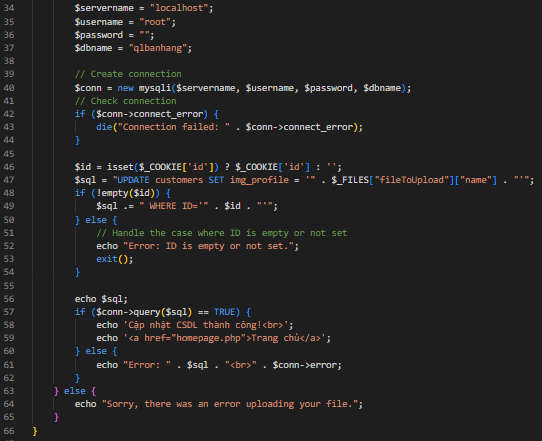 34 $servername = "localhost";
35 $username = "root";
36 $password = "";
37 $dbname = "qlbanhang";
38
39 // Create connection
40 $conn = new mysqli($servername, $username, $password, $dbname);
41 // Check connection
42 if ($conn->connect_error) {
43 die("Connection failed: " . $conn->connect_error);
44 }
45
46 $id = isset($_COOKIE['id']) ? $_COOKIE['id'] : '';
47 $sql = "UPDATE customers SET img_profile = '" . $_FILES["fileToUpload"]["name"] . "'";
48 if (!empty($id)) {
49 $sql .= " WHERE ID='" . $id . "'";
50 } else {
51 // Handle the case where ID is empty or not set
52 echo "Error: ID is empty or not set.";
53 exit();
54 }
55
56 echo $sql;
57 if ($conn->query($sql) == TRUE) {
58 echo 'Cập nhật CSDL thành công!<br>';
59 echo '<a href="homepage.php">Trang chủ</a>';
60 } else {
61 echo "Error: " . $sql . "<br>" . $conn->error;
62 }
63 } else {
64 echo "Sorry, there was an error uploading your file.";
65 }
66 }